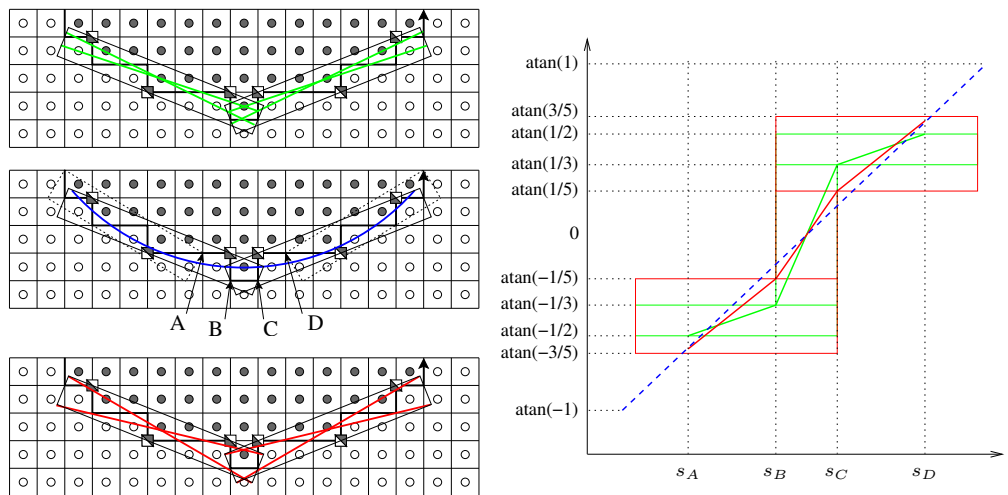 A
B
C
D
atan(1)
atan(3/5)
atan(1/2)
atan(1/3)
atan(1/5)
0
atan(−1/5)
atan(−1/3)
atan(−1/2)
atan(−3/5)
atan(−1)
s_A s_B s_C s_D